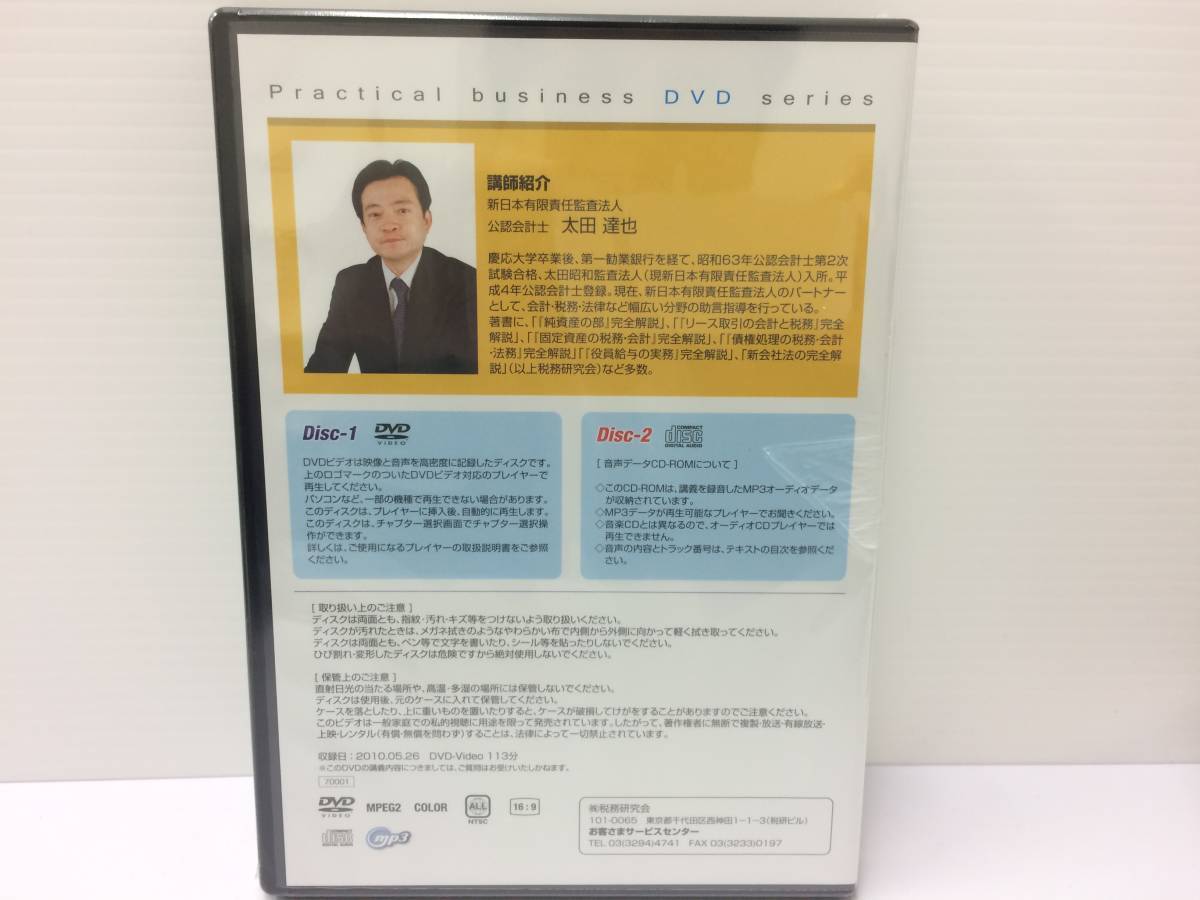 Practical business DVD series
講師紹介
新日本有限責任監査法人
公認会計士 太田 達也
慶応大学卒業後、第一勧業銀行を経て、昭和63年公認会計士第2次
試験合格、太田昭和監査法人(現新日本有限責任監査法人)入所。平
成4年公認会計士登録。現在、新日本有限責任監査法人のパートナー
として、会計・税務・法律など幅広い分野の助言指導を行っている。
著書に、「『純資産の部』完全解説」、「『リース取引の会計と税務』完全
解説」、「『固定資産の税務・会計』完全解説」、「『債権処理の税務・会計
・法務』完全解説」「『役員給与の実務』完全解説」、「新会社法の完全解
説」(以上税務研究会)など多数。
Disc-1 DVD VIDEO
DVDビデオは映像と音声を高密度に記録したディスクです。
上のロゴマークのついたDVDビデオ対応のプレイヤーで
再生してください。
パソコンなど、一部の機種で再生できない場合があります。
このディスクは、プレイヤーに挿入後、自動的に再生します。
このディスクは、チャプター選択画面でチャプター選択操
作ができます。
詳しくは、ご使用になるプレイヤーの取扱説明書をご参照
ください。
Disc-2 COMPACT disc DIGITAL AUDIO
[ 音声データCD-ROMについて ]
◇このCD-ROMは、講義を録音したMP3オーディオデータ
が収納されています。
◇MP3データが再生可能なプレイヤーでお聞きください。
◇音楽CDとは異なるので、オーディオCDプレイヤーでは
再生できません。
◇音声の内容とトラック番号は、テキストの目次を参照くだ
さい。
[ 取り扱い上のご注意 ]
ディスクは両面とも、指紋・汚れ・キズ等をつけないよう取り扱いください。
ディスクが汚れたときは、メガネ拭きのようなやわらかい布で内側から外側に向かって軽く拭き取ってください。
ディスクは両面とも、ペン等で文字を書いたり、シール等を貼ったりしないでください。
ひび割れ・変形したディスクは危険ですから絶対使用しないでください。
[ 保管上のご注意 ]
直射日光の当たる場所や、高温・多湿の場所には保管しないでください。
ディスクは使用後、元のケースに入れて保管してください。
ケースを落としたり、上に重いものを置いたりすると、ケースが破損してけがをすることがありますのでご注意ください。
このビデオは一般家庭での私的視聴に用途を限って発売されています。したがって、著作権者に無断で複製・放送・有線放送・
上映・レンタル(有償・無償を問わず)することは、法律によって一切禁止されています。
収録日：2010.05.26 DVD-Video 113分
※このDVDの講義内容につきましては、ご質問はお受けいたしかねます。
70001
DVD VIDEO MPEG2 COLOR ALL NTSC 16:9
COMPACT disc DIGITAL AUDIO mp3
㈱税務研究会
101-0065 東京都千代田区西神田1-1-3(税研ビル)
お客さまサービスセンター
TEL 03(3294)4741 FAX 03(3233)0197